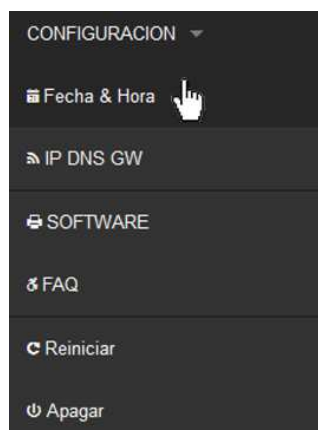 CONFIGURACION
Fecha & Hora
IP DNS GW
SOFTWARE
FAQ
Reiniciar
Apagar